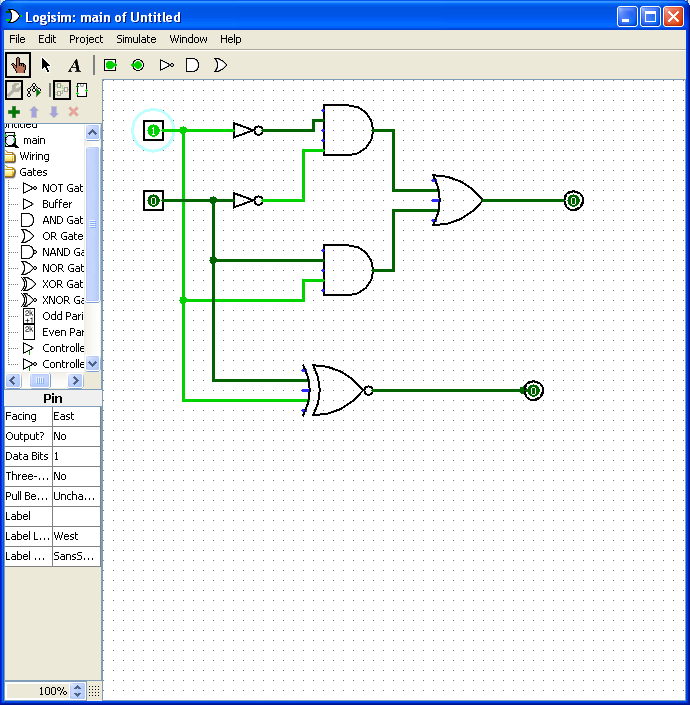 Logisim: main of Untitled
File Edit Project Simulate Window Help
A
main
Wiring
Gates
NOT Gat
Buffer
AND Gat
OR Gate
NAND Ga
NOR Gat
XOR Gat
XNOR Ga
2k
+1
Odd Pari
2k
Even Par
Controlle
Controlle
Pin
Facing East
Output? No
Data Bits 1
Three-... No
Pull Be... Uncha...
Label
Label L... West
Label ... SansS...
100%
1
0
0
0